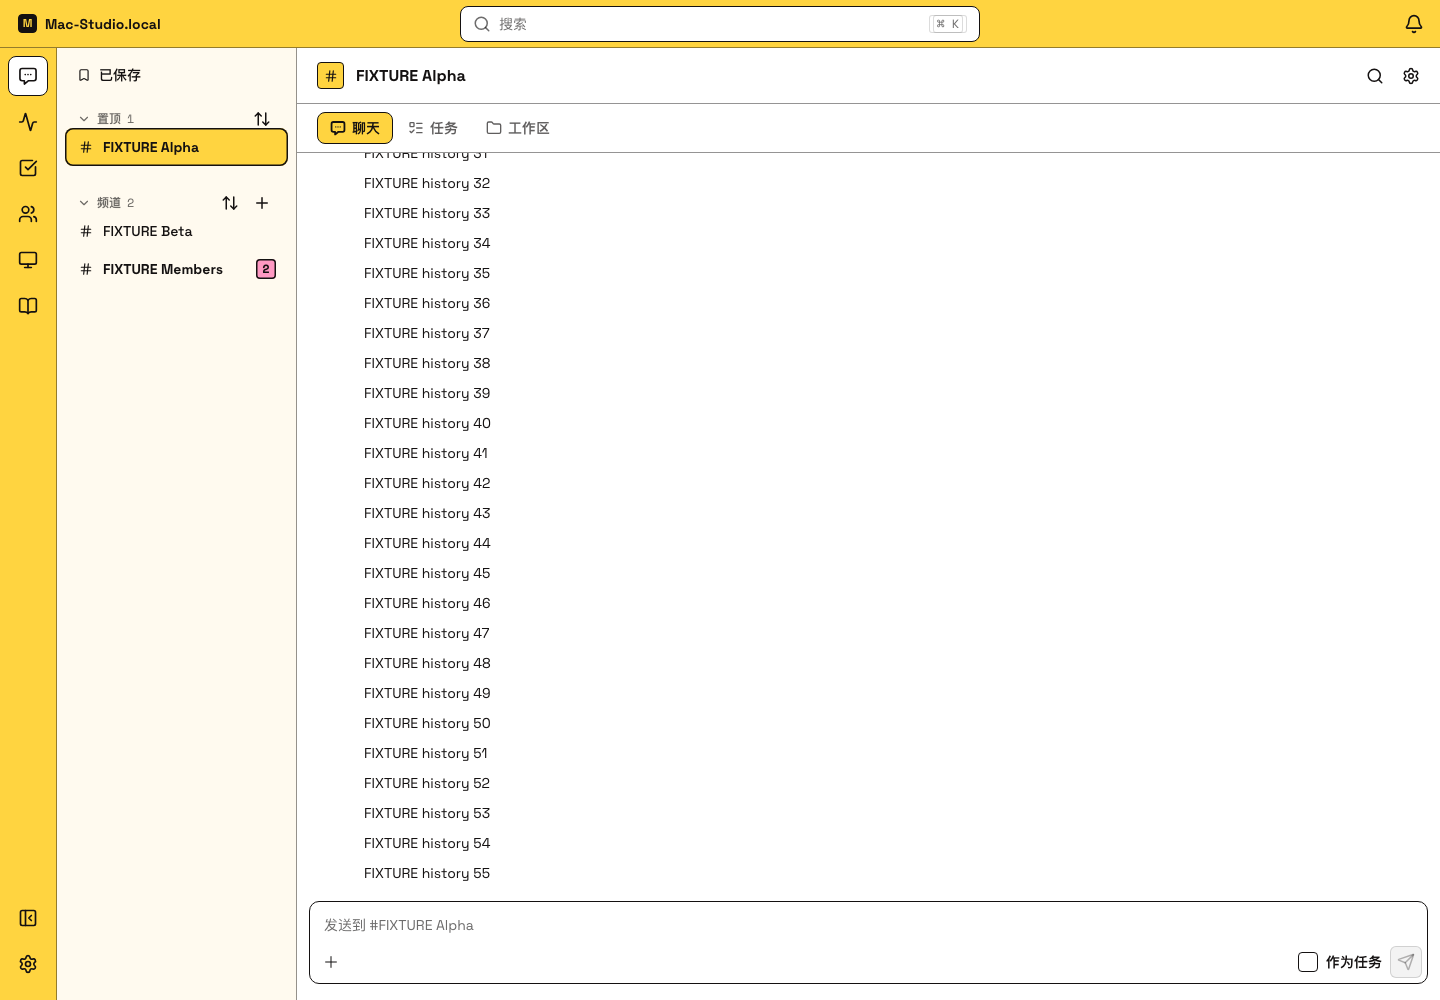 M Mac-Studio.local
搜索
⌘ K
已保存
置顶 1
# FIXTURE Alpha
频道 2
# FIXTURE Beta
# FIXTURE Members 2
# FIXTURE Alpha
聊天 任务 工作区
FIXTURE history 31
FIXTURE history 32
FIXTURE history 33
FIXTURE history 34
FIXTURE history 35
FIXTURE history 36
FIXTURE history 37
FIXTURE history 38
FIXTURE history 39
FIXTURE history 40
FIXTURE history 41
FIXTURE history 42
FIXTURE history 43
FIXTURE history 44
FIXTURE history 45
FIXTURE history 46
FIXTURE history 47
FIXTURE history 48
FIXTURE history 49
FIXTURE history 50
FIXTURE history 51
FIXTURE history 52
FIXTURE history 53
FIXTURE history 54
FIXTURE history 55
发送到 #FIXTURE Alpha
作为任务